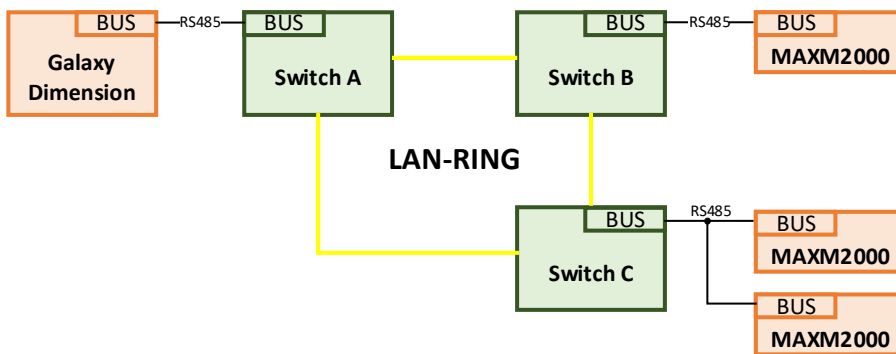 BUS
Galaxy
Dimension
RS485
BUS
Switch A
BUS
Switch B
RS485
BUS
MAXM2000
LAN-RING
BUS
Switch C
RS485
BUS
MAXM2000
BUS
MAXM2000